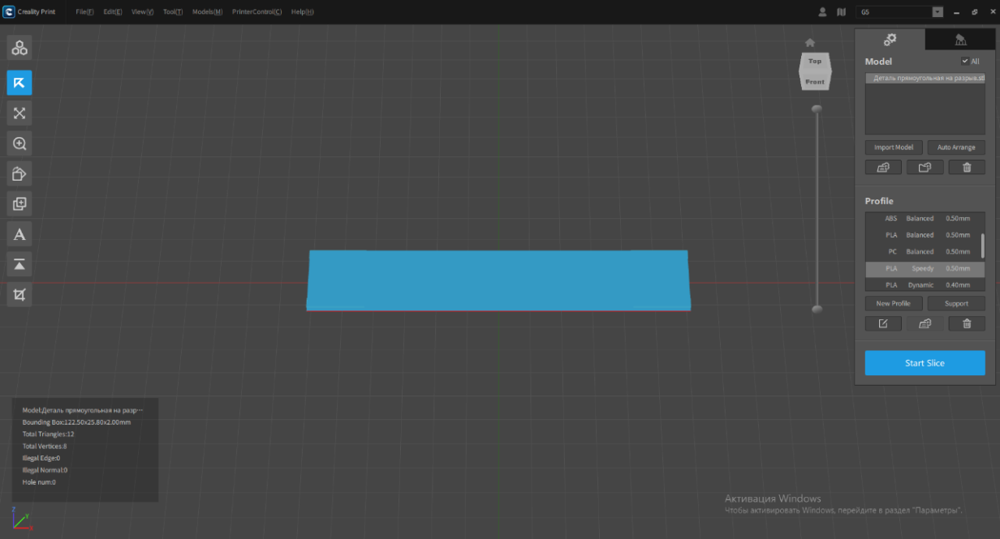 Creality Print File(F) Edit(E) View(V) Tool(T) Models(M) PrinterControl(C) Help(H) G5
Top
Front
Model All
Деталь прямоугольная на разрыв.stl
Import Model Auto Arrange
Profile
ABS Balanced 0.50mm
PLA Balanced 0.50mm
PC Balanced 0.50mm
PLA Speedy 0.50mm
PLA Dynamic 0.40mm
New Profile Support
Start Slice
Model:Деталь прямоугольная на разр···
Bounding Box:122.50x25.80x2.00mm
Total Triangles:12
Total Vertices:8
Illegal Edge:0
Illegal Normal:0
Hole num:0
Z
Y
X
Активация Windows
Чтобы активировать Windows, перейдите в раздел "Параметры".